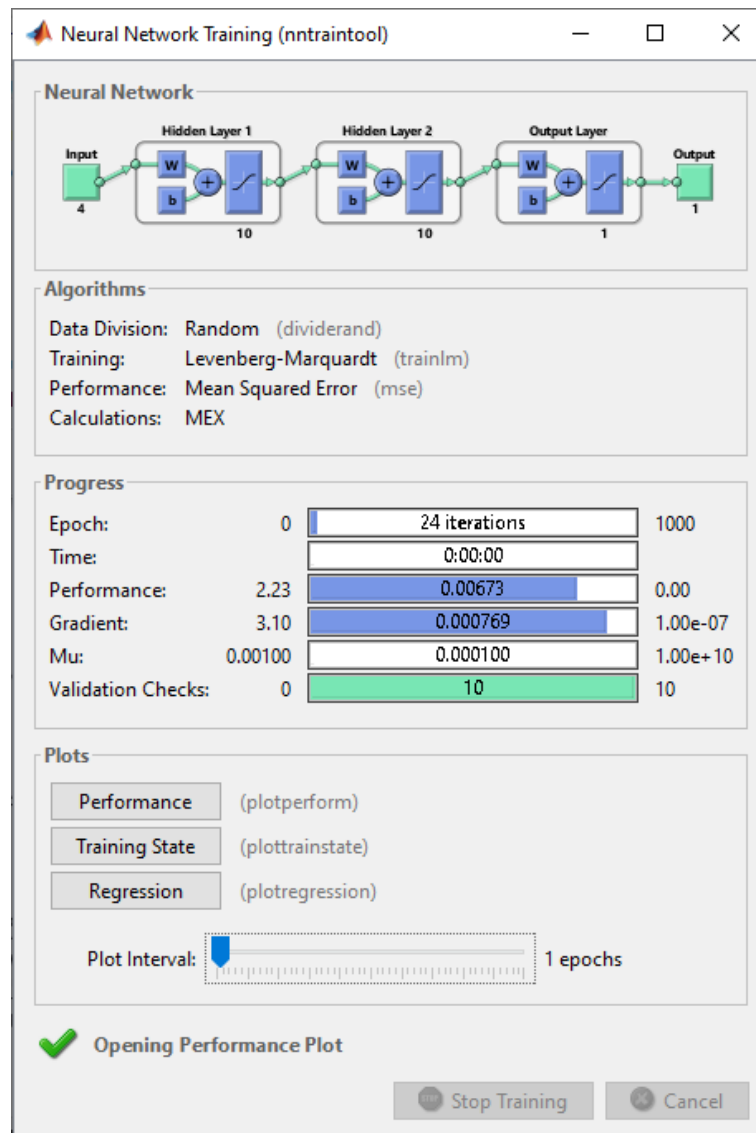 Neural Network Training (nntraintool)
Neural Network
Hidden Layer 1 Hidden Layer 2 Output Layer
Input Output
W W W
b b b
4 10 10 1 1
Algorithms
Data Division: Random (dividerand)
Training: Levenberg-Marquardt (trainlm)
Performance: Mean Squared Error (mse)
Calculations: MEX
Progress
Epoch: 0 24 iterations 1000
Time: 0:00:00
Performance: 2.23 0.00673 0.00
Gradient: 3.10 0.000769 1.00e-07
Mu: 0.00100 0.000100 1.00e+10
Validation Checks: 0 10 10
Plots
Performance (plotperform)
Training State (plottrainstate)
Regression (plotregression)
Plot Interval: 1 epochs
Opening Performance Plot
STOP Stop Training Cancel